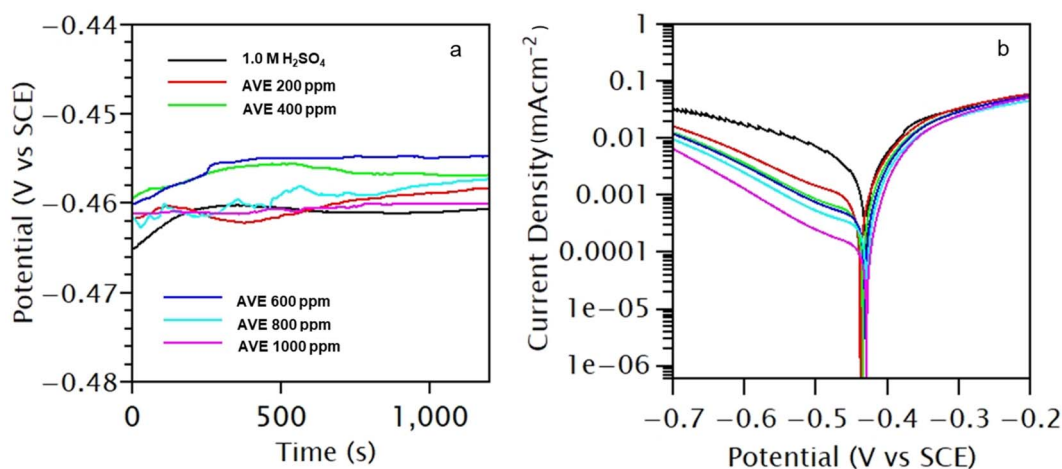 a
−0.44
−0.45
−0.46
−0.47
−0.48
Potential (V vs SCE)
1.0 M H₂SO₄
AVE 200 ppm
AVE 400 ppm
AVE 600 ppm
AVE 800 ppm
AVE 1000 ppm
0
500
1,000
Time (s)
b
1
0.1
0.01
0.001
0.0001
1e−05
1e−06
Current Density (mAcm⁻²)
−0.7
−0.6
−0.5
−0.4
−0.3
−0.2
Potential (V vs SCE)